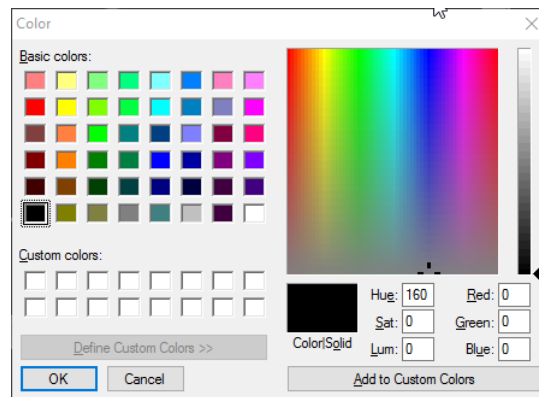 Color
Basic colors:
Custom colors:
Define Custom Colors >>
OK Cancel
Color|Solid
Hue: 160 Red: 0
Sat: 0 Green: 0
Lum: 0 Blue: 0
Add to Custom Colors